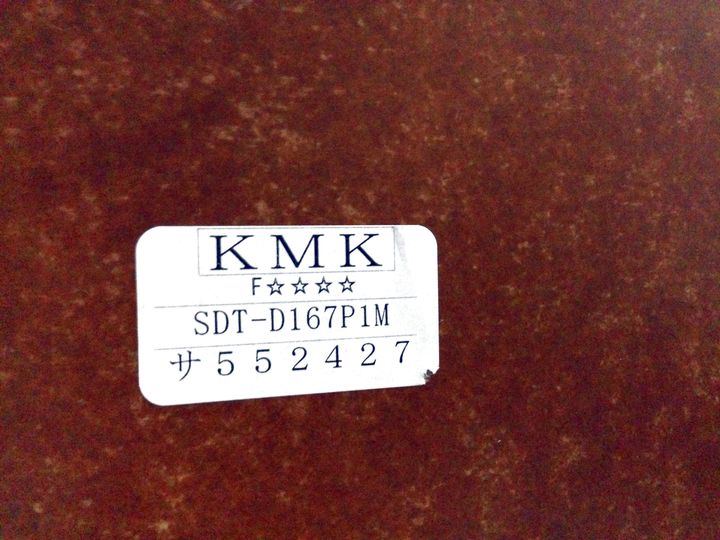 KMK
F☆☆☆☆
SDT-D167P1M
サ552427